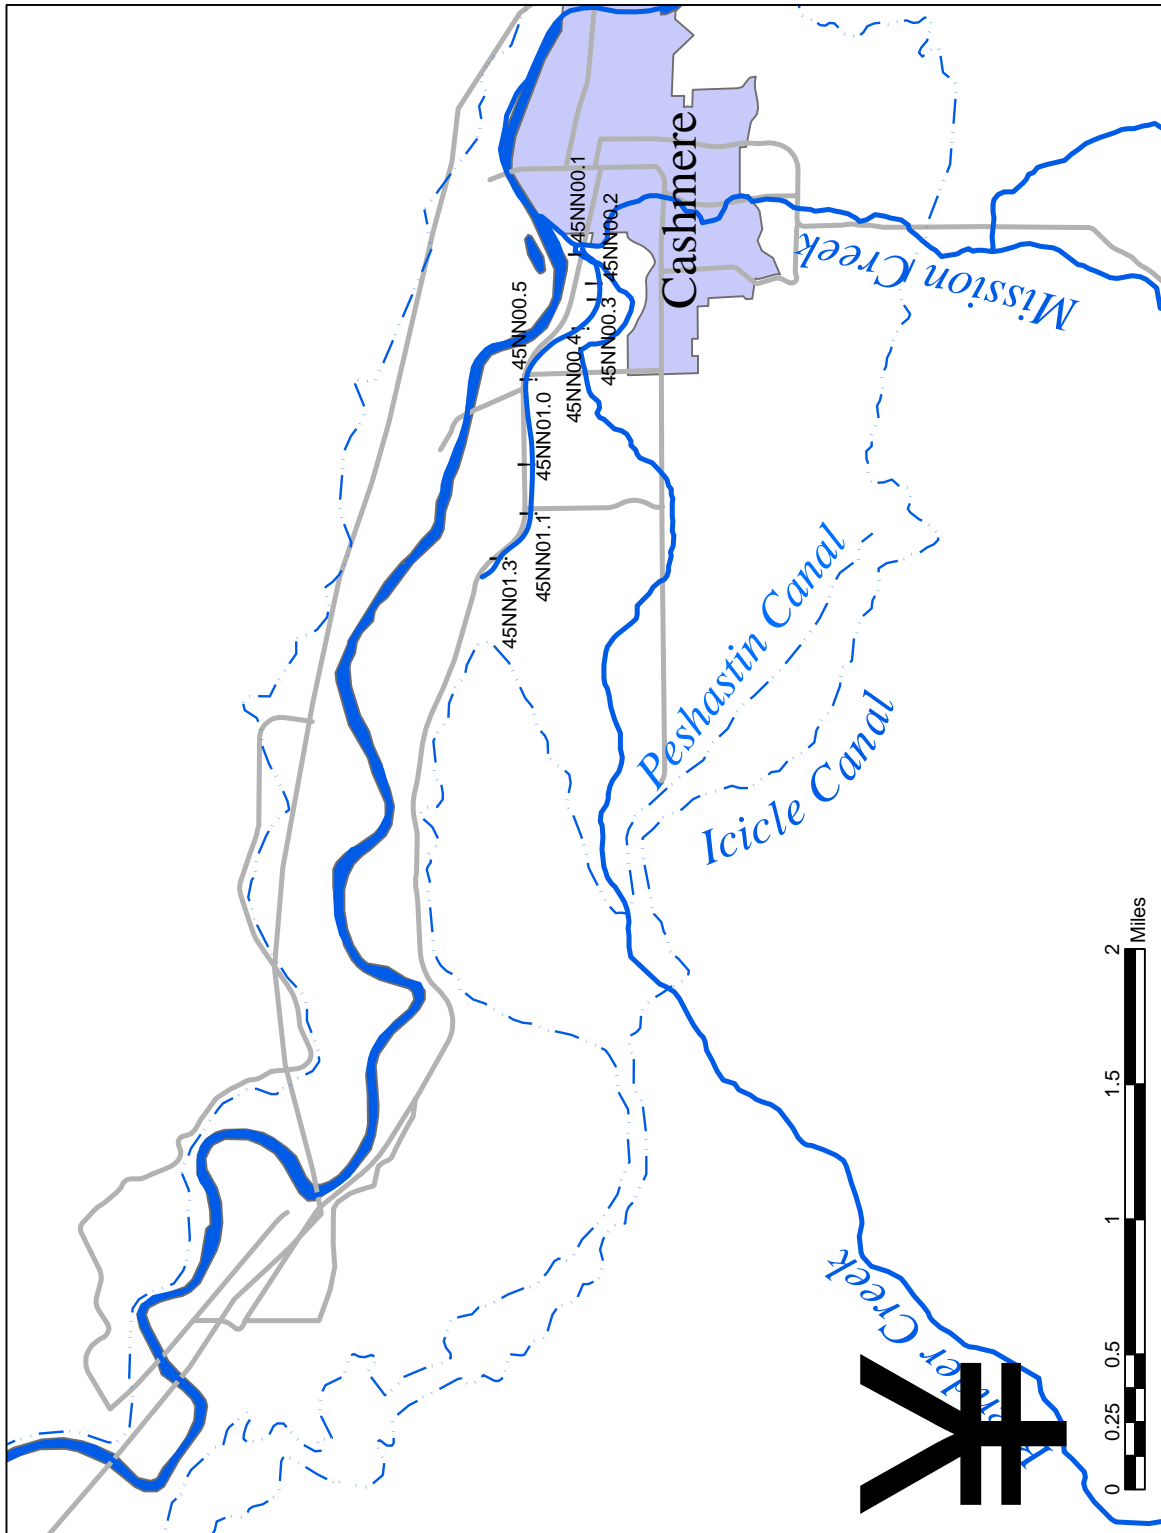 45NN00.1
45NN00.2
45NN00.5
45NN00.3
45NN00.4
45NN01.0
45NN01.1
45NN01.3
Cashmere
Mission Creek
Peshastin Canal
Icicle Canal
Creek
¥
0 0.25 0.5 1 1.5 2
Miles